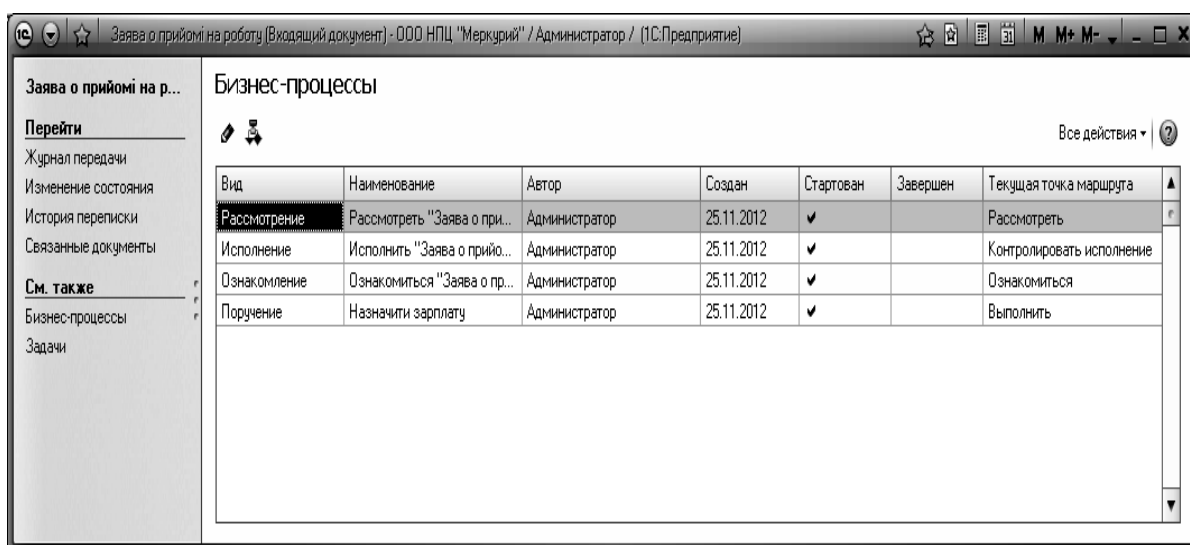 1С Заява о прийомі на роботу (Входящий документ) - ООО НПЦ "Меркурий" / Администратор / (1С:Предприятие) 31 M M+ M-
Заява о прийомі на р...
Перейти
Журнал передачи
Изменение состояния
История переписки
Связанные документы
См. также
Бизнес-процессы
Задачи
Бизнес-процессы
Все действия ?
Вид Наименование Автор Создан Стартован Завершен Текущая точка маршрута
Рассмотрение Рассмотреть "Заява о при... Администратор 25.11.2012 ✔ Рассмотреть
Исполнение Исполнить "Заява о прийо... Администратор 25.11.2012 ✔ Контролировать исполнение
Ознакомление Ознакомиться "Заява о пр... Администратор 25.11.2012 ✔ Ознакомиться
Поручение Назначити зарплату Администратор 25.11.2012 ✔ Выполнить